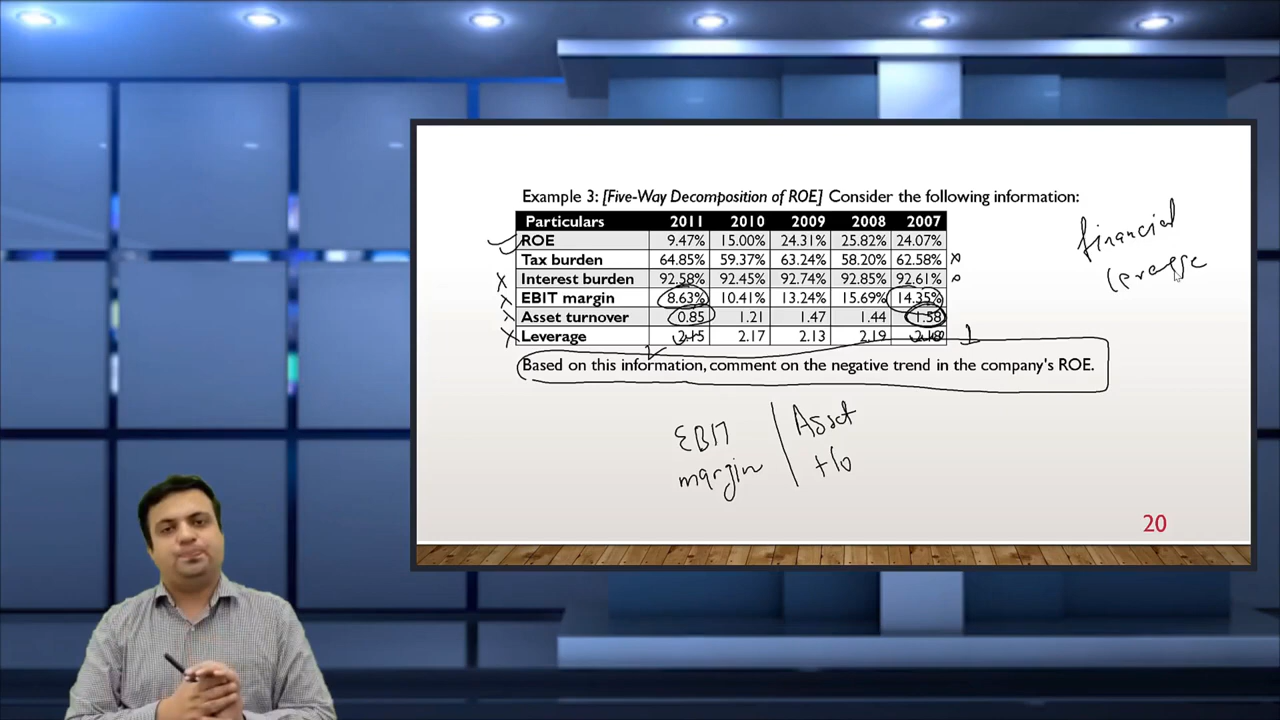 Example 3: [Five-Way Decomposition of ROE] Consider the following information:
Particulars 2011 2010 2009 2008 2007
ROE 9.47% 15.00% 24.31% 25.82% 24.07%
Tax burden 64.85% 59.37% 63.24% 58.20% 62.58%
Interest burden 92.58% 92.45% 92.74% 92.85% 92.61%
EBIT margin 8.63% 10.41% 13.24% 15.69% 14.35%
Asset turnover 0.85 1.21 1.47 1.44 1.58
Leverage 2.15 2.17 2.13 2.19 2.18
Based on this information, comment on the negative trend in the company's ROE.
financial
leverage
EBIT | Asset
margin | t/o
20